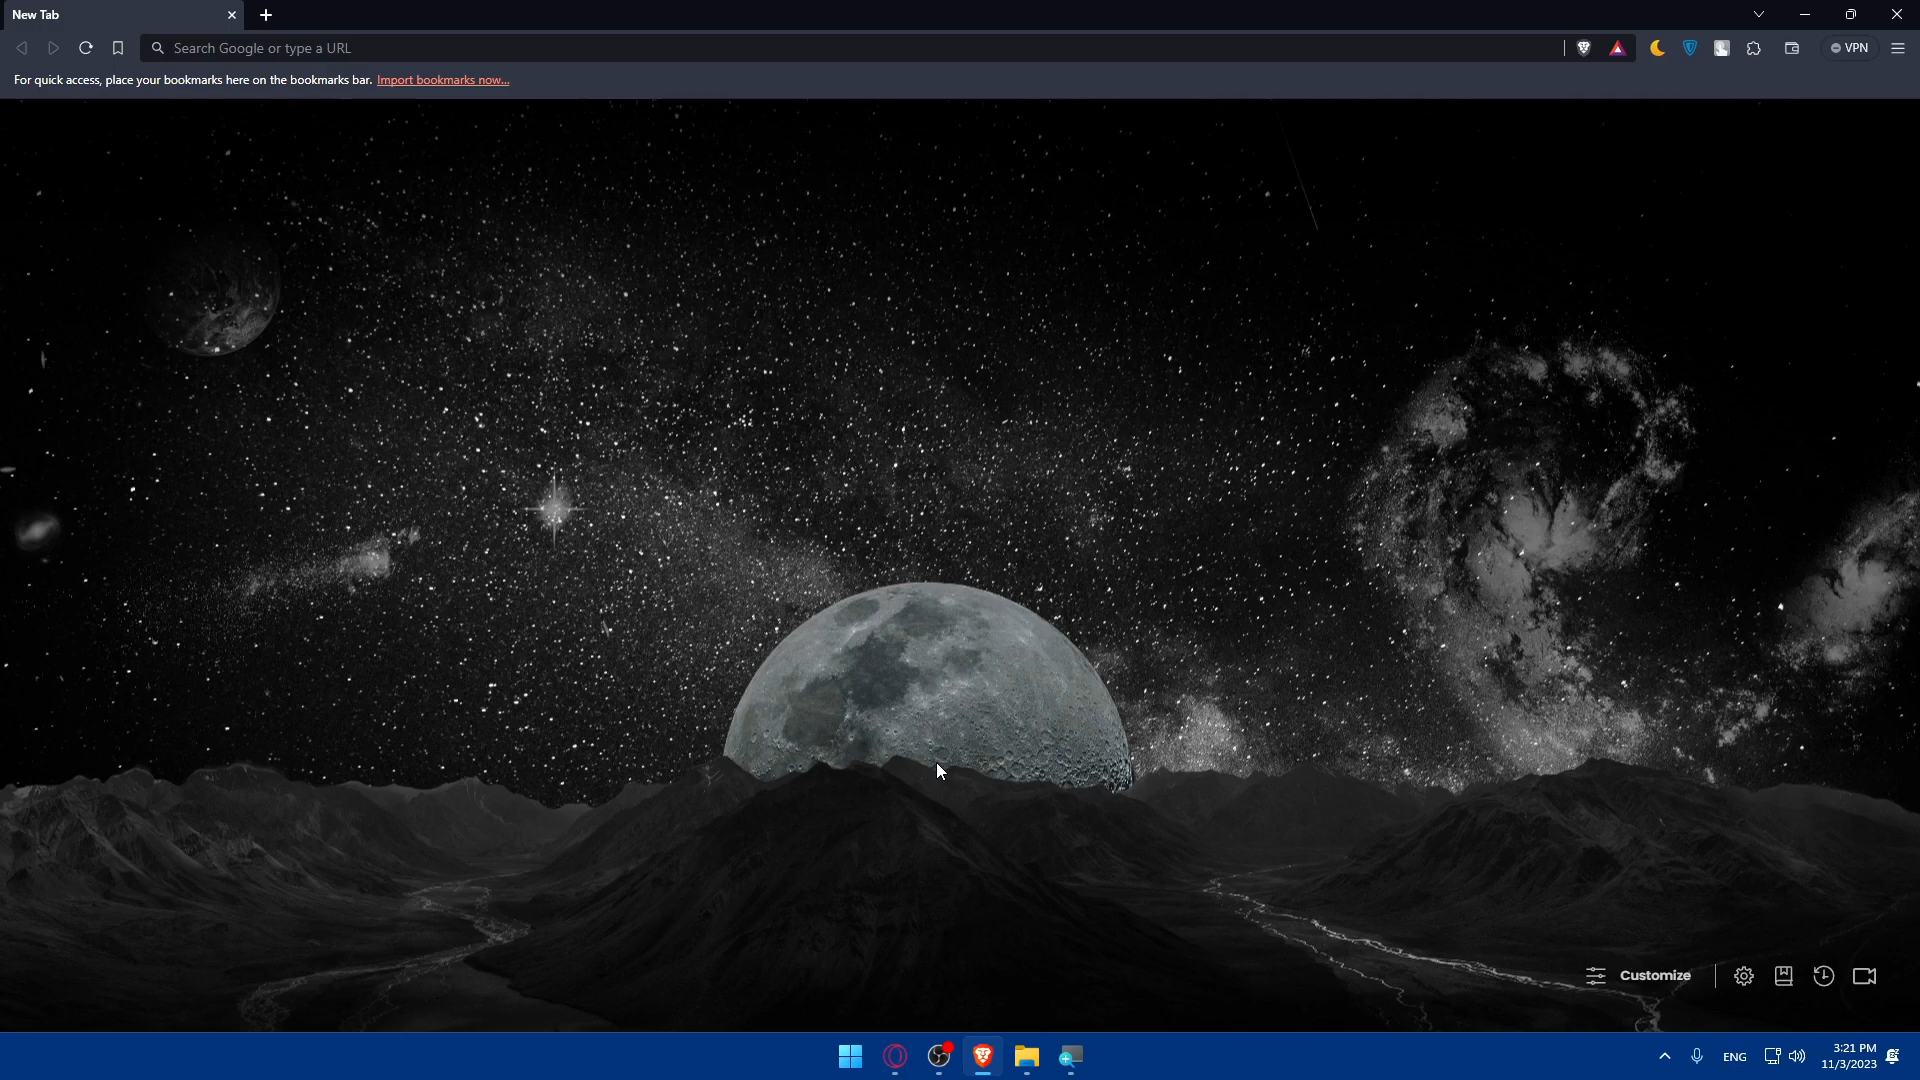 New Tab
Search Google or type a URL
VPN
For quick access, place your bookmarks here on the bookmarks bar. Import bookmarks now...
Customize
ENG
3:21 PM
11/3/2023